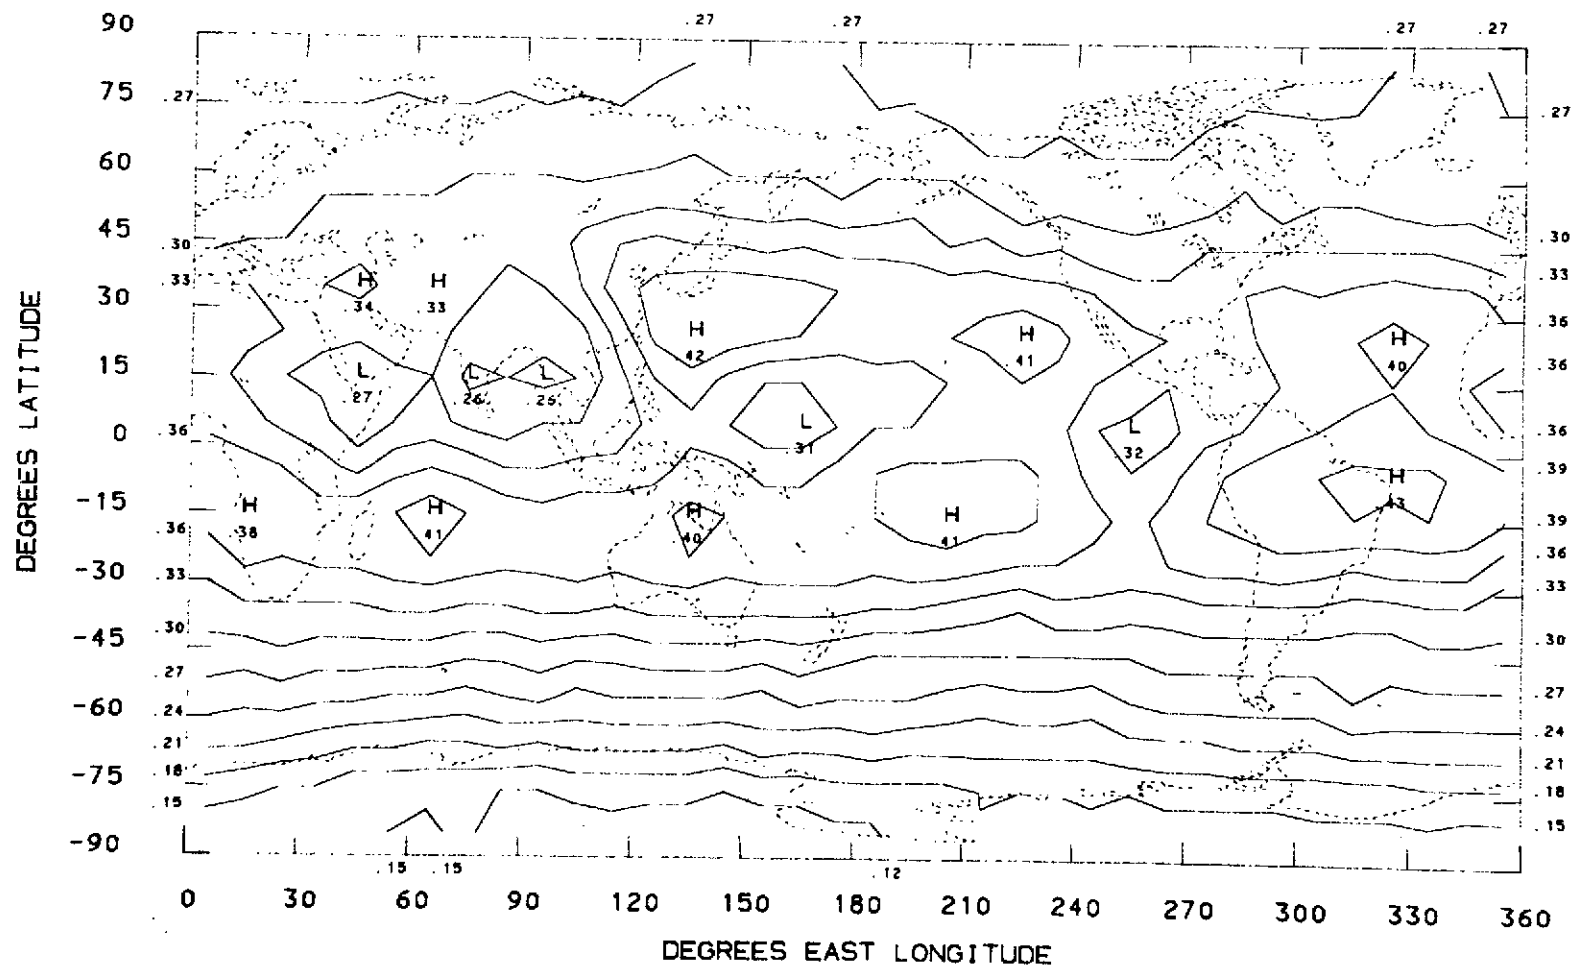 90
75
60
45
30
15
0
-15
-30
-45
-60
-75
-90
DEGREES LATITUDE
.27 .27 .27 .27
.27
.30
.33
.36
.36
.33
.30
.27
.24
.21
.18
.15
.27
.30
.33
.36
.36
.36
.39
.39
.36
.33
.30
.27
.24
.21
.18
.15
H
.34
H
.33
H
.42
H
.41
H
.40
L
.27
L
.26
L
.26
L
.31
L
.32
H
.38
H
.41
H
.40
H
.41
H
.43
.15 .15 .12
0 30 60 90 120 150 180 210 240 270 300 330 360
DEGREES EAST LONGITUDE